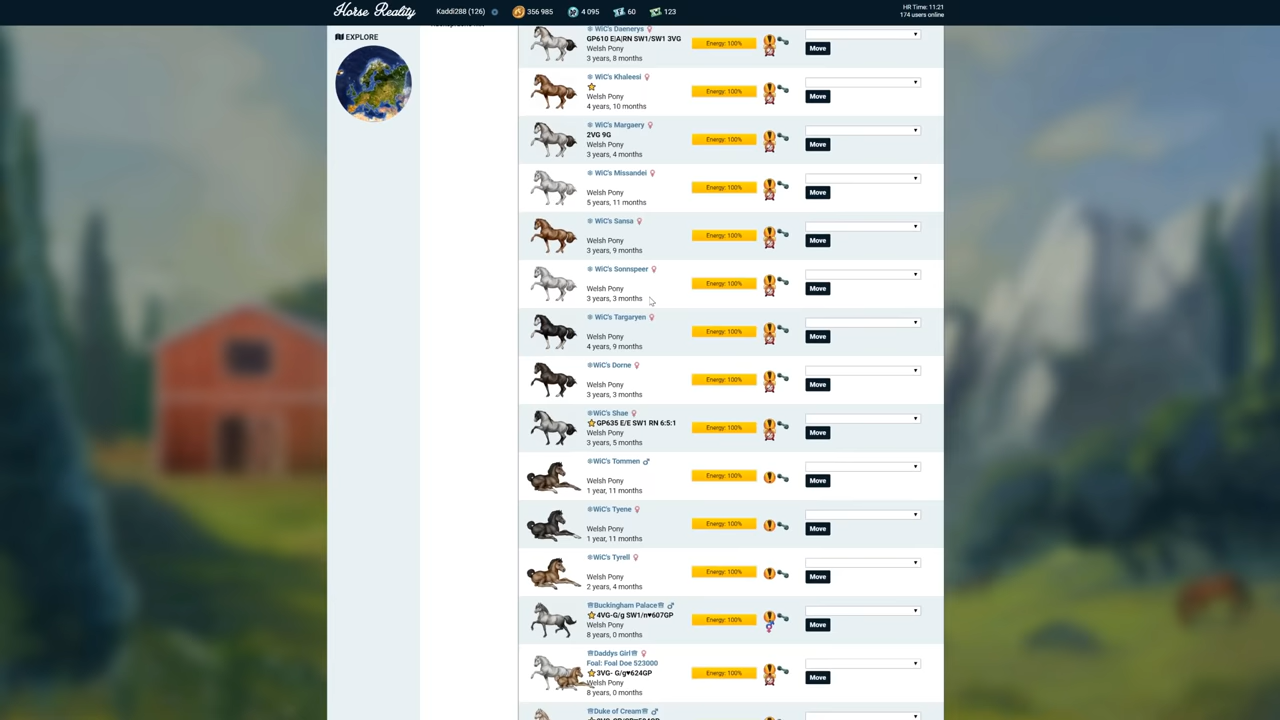 Horse Reality
Kaddi288 (126)
356 985
4 095
60
123
HR Time: 11:21
174 users online
EXPLORE
WiC's Daenerys
GP610 E|A|RN SW1/SW1 3VG
Welsh Pony
3 years, 8 months
Energy: 100%
Move
WiC's Khaleesi
Welsh Pony
4 years, 10 months
Energy: 100%
Move
WiC's Margaery
2VG 9G
Welsh Pony
3 years, 4 months
Energy: 100%
Move
WiC's Missandei
Welsh Pony
5 years, 11 months
Energy: 100%
Move
WiC's Sansa
Welsh Pony
3 years, 9 months
Energy: 100%
Move
WiC's Sonnspeer
Welsh Pony
3 years, 3 months
Energy: 100%
Move
WiC's Targaryen
Welsh Pony
4 years, 9 months
Energy: 100%
Move
WiC's Dorne
Welsh Pony
3 years, 3 months
Energy: 100%
Move
WiC's Shae
GP635 E/E SW1 RN 6:5:1
Welsh Pony
3 years, 5 months
Energy: 100%
Move
WiC's Tommen
Welsh Pony
1 year, 11 months
Energy: 100%
Move
WiC's Tyene
Welsh Pony
1 year, 11 months
Energy: 100%
Move
WiC's Tyrell
Welsh Pony
2 years, 4 months
Energy: 100%
Move
Buckingham Palace
4VG-G/g SW1/n♥607GP
Welsh Pony
8 years, 0 months
Energy: 100%
Move
Daddys Girl
Foal: Foal Doe 523000
3VG- G/g♥624GP
Welsh Pony
8 years, 0 months
Energy: 100%
Move
Duke of Cream